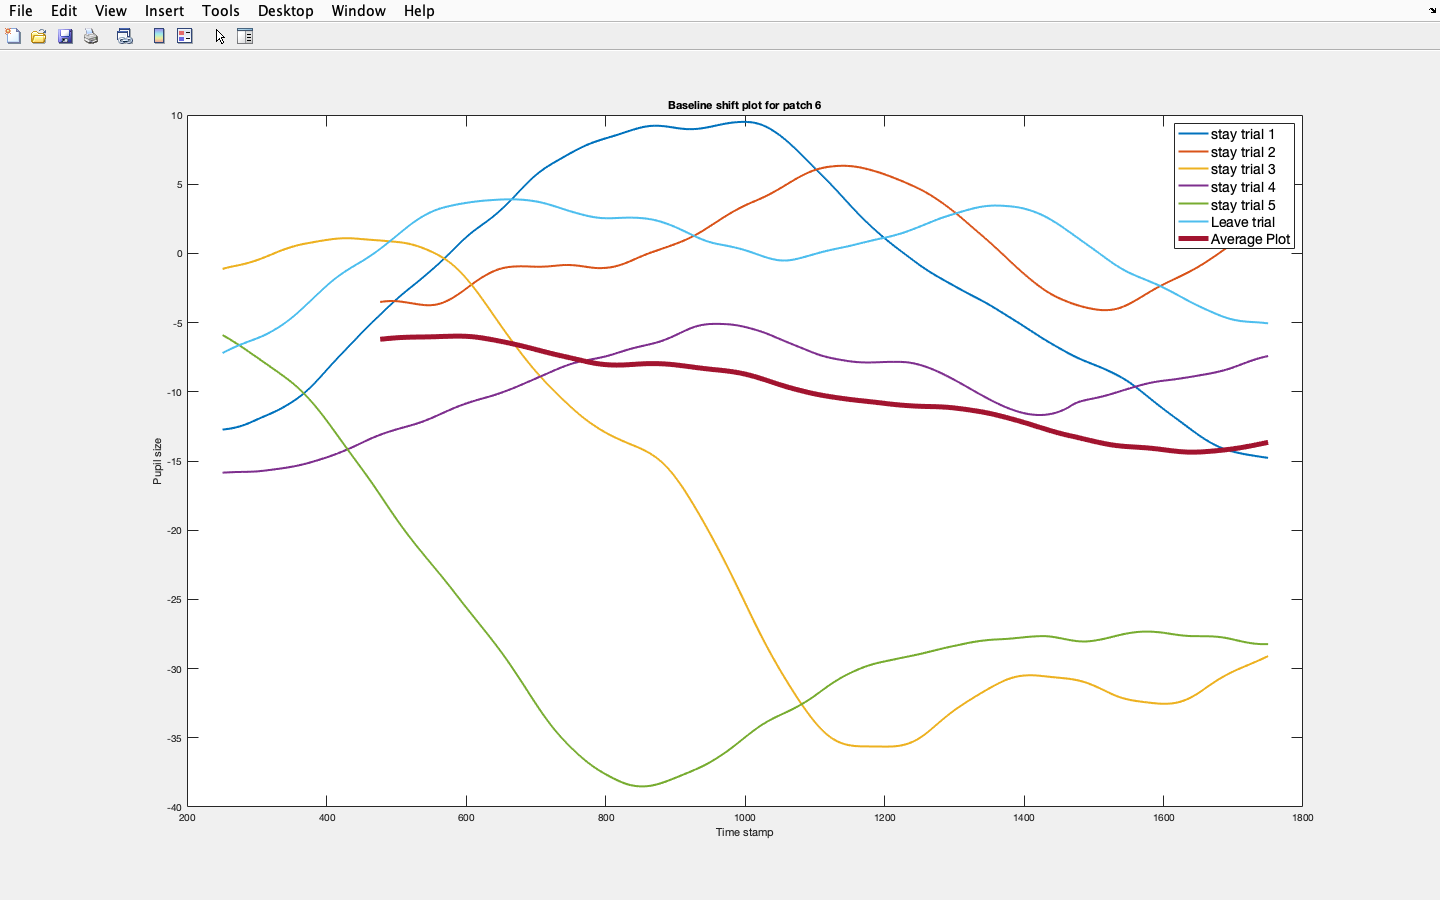 File Edit View Insert Tools Desktop Window Help
Baseline shift plot for patch 6
10
5
0
-5
-10
-15
-20
-25
-30
-35
-40
Pupil size
200 400 600 800 1000 1200 1400 1600 1800
Time stamp
stay trial 1
stay trial 2
stay trial 3
stay trial 4
stay trial 5
Leave trial
Average Plot